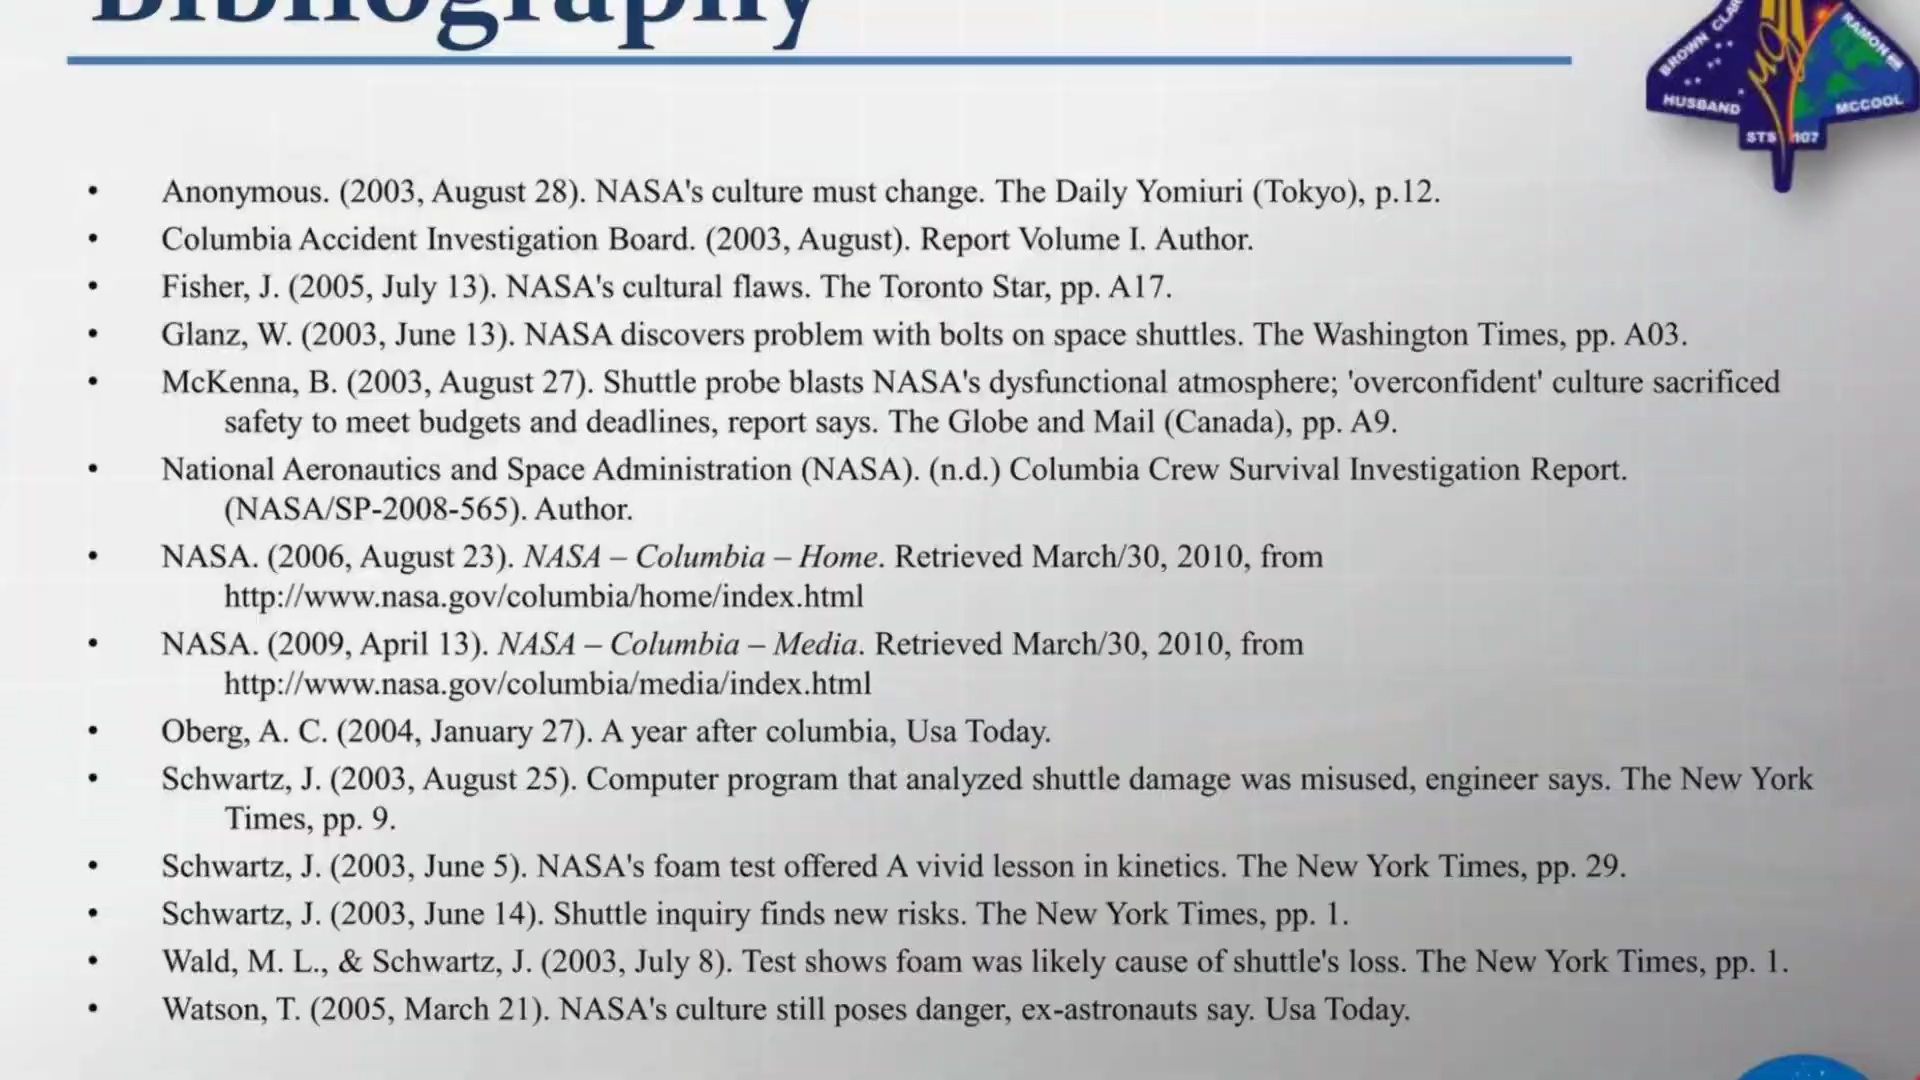 Bibliography
BROWN CLAR
RAMON
HUSBAND
MCCOOL
STS 107
• Anonymous. (2003, August 28). NASA's culture must change. The Daily Yomiuri (Tokyo), p.12.
• Columbia Accident Investigation Board. (2003, August). Report Volume I. Author.
• Fisher, J. (2005, July 13). NASA's cultural flaws. The Toronto Star, pp. A17.
• Glanz, W. (2003, June 13). NASA discovers problem with bolts on space shuttles. The Washington Times, pp. A03.
• McKenna, B. (2003, August 27). Shuttle probe blasts NASA's dysfunctional atmosphere; 'overconfident' culture sacrificed
safety to meet budgets and deadlines, report says. The Globe and Mail (Canada), pp. A9.
• National Aeronautics and Space Administration (NASA). (n.d.) Columbia Crew Survival Investigation Report.
(NASA/SP-2008-565). Author.
• NASA. (2006, August 23). NASA – Columbia – Home. Retrieved March/30, 2010, from
http://www.nasa.gov/columbia/home/index.html
• NASA. (2009, April 13). NASA – Columbia – Media. Retrieved March/30, 2010, from
http://www.nasa.gov/columbia/media/index.html
• Oberg, A. C. (2004, January 27). A year after columbia, Usa Today.
• Schwartz, J. (2003, August 25). Computer program that analyzed shuttle damage was misused, engineer says. The New York
Times, pp. 9.
• Schwartz, J. (2003, June 5). NASA's foam test offered A vivid lesson in kinetics. The New York Times, pp. 29.
• Schwartz, J. (2003, June 14). Shuttle inquiry finds new risks. The New York Times, pp. 1.
• Wald, M. L., & Schwartz, J. (2003, July 8). Test shows foam was likely cause of shuttle's loss. The New York Times, pp. 1.
• Watson, T. (2005, March 21). NASA's culture still poses danger, ex-astronauts say. Usa Today.